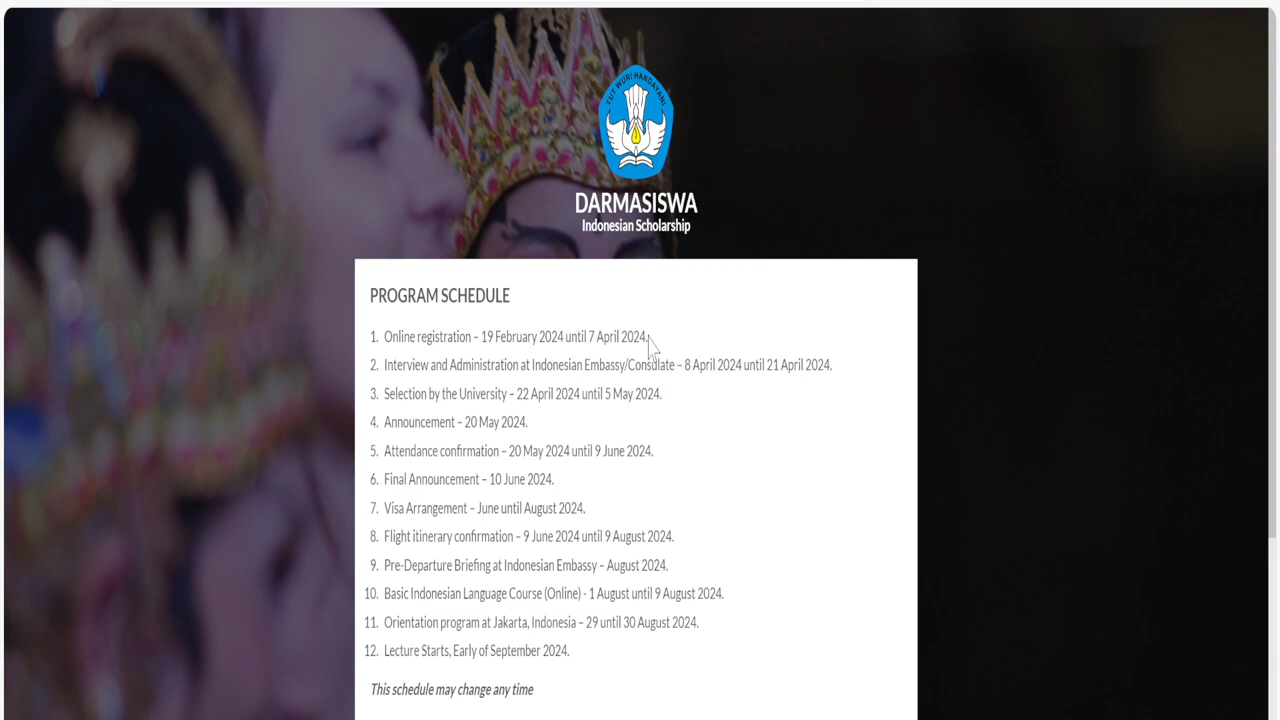 TUT WURI HANDAYANI
DARMASISWA
Indonesian Scholarship
PROGRAM SCHEDULE
1. Online registration – 19 February 2024 until 7 April 2024.
2. Interview and Administration at Indonesian Embassy/Consulate – 8 April 2024 until 21 April 2024.
3. Selection by the University – 22 April 2024 until 5 May 2024.
4. Announcement – 20 May 2024.
5. Attendance confirmation – 20 May 2024 until 9 June 2024.
6. Final Announcement – 10 June 2024.
7. Visa Arrangement – June until August 2024.
8. Flight itinerary confirmation – 9 June 2024 until 9 August 2024.
9. Pre-Departure Briefing at Indonesian Embassy – August 2024.
10. Basic Indonesian Language Course (Online) - 1 August until 9 August 2024.
11. Orientation program at Jakarta, Indonesia – 29 until 30 August 2024.
12. Lecture Starts, Early of September 2024.
This schedule may change any time